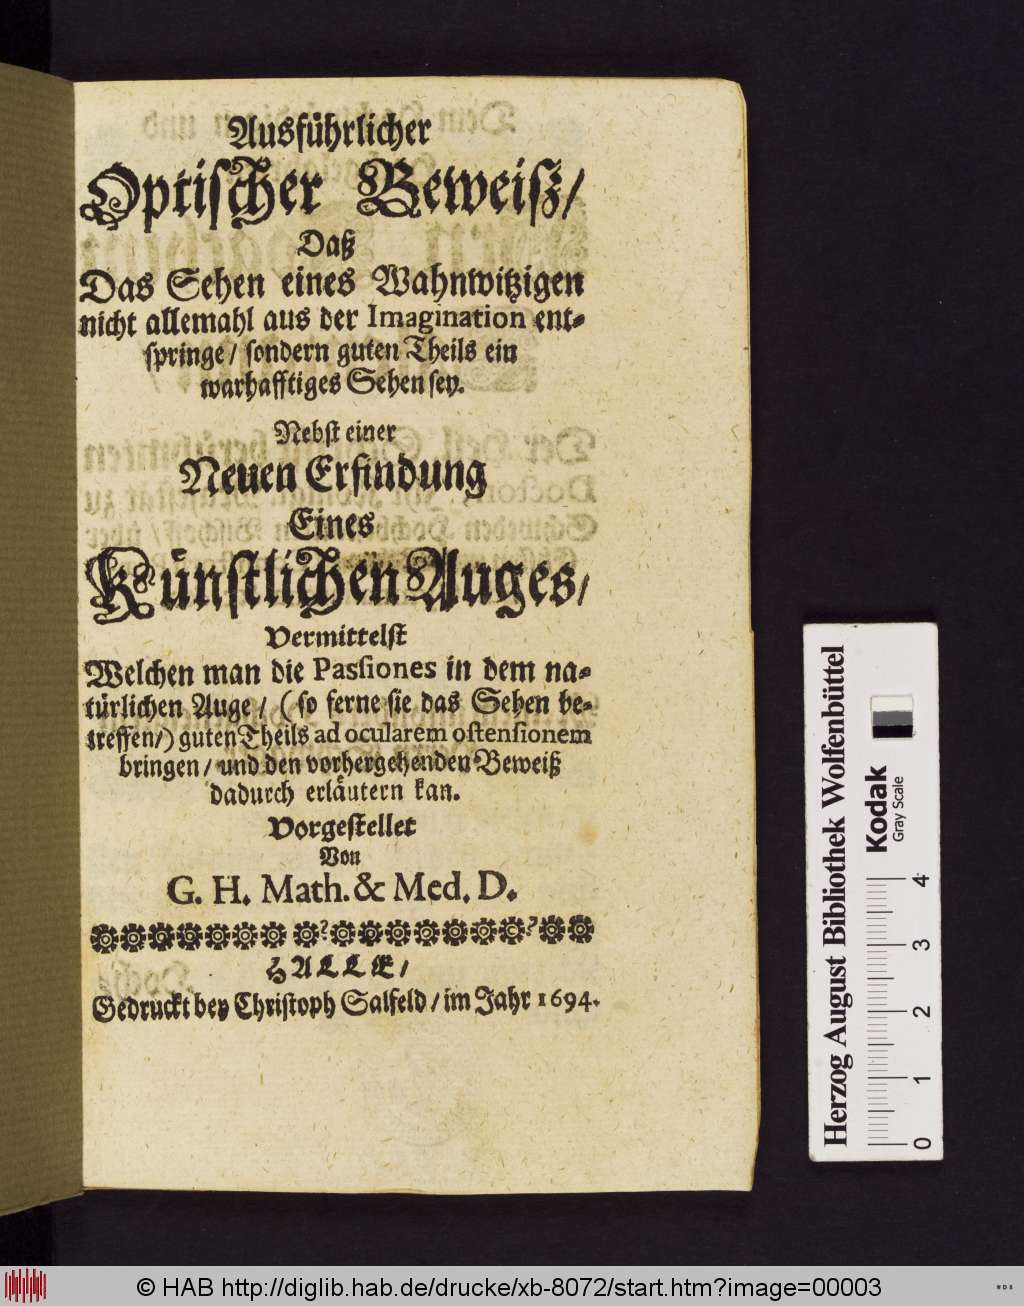 Ausführlicher
Optischer Beweiß/
Daß
Das Sehen eines Wahnwitzigen
nicht allemahl aus der Imagination ent-
springe/ sondern guten Theils ein
warhafftiges Sehen sey.
Nebst einer
Neuen Erfindung
Eines
Künstlichen Auges/
Vermittelst
Welchen man die Passiones in dem na-
türlichen Auge/ (so ferne sie das Sehen be-
treffen/) guten Theils ad ocularem ostensionem
bringen/ und den vorhergehenden Beweiß
dadurch erläutern kan.
Vorgestellet
Von
G. H. Math. & Med. D.
HALLE/
Gedruckt bey Christoph Salfeld/ im Jahr 1694.
Herzog August Bibliothek Wolfenbüttel
Kodak
Gray Scale
0 1 2 3 4
© HAB http://diglib.hab.de/drucke/xb-8072/start.htm?image=00003